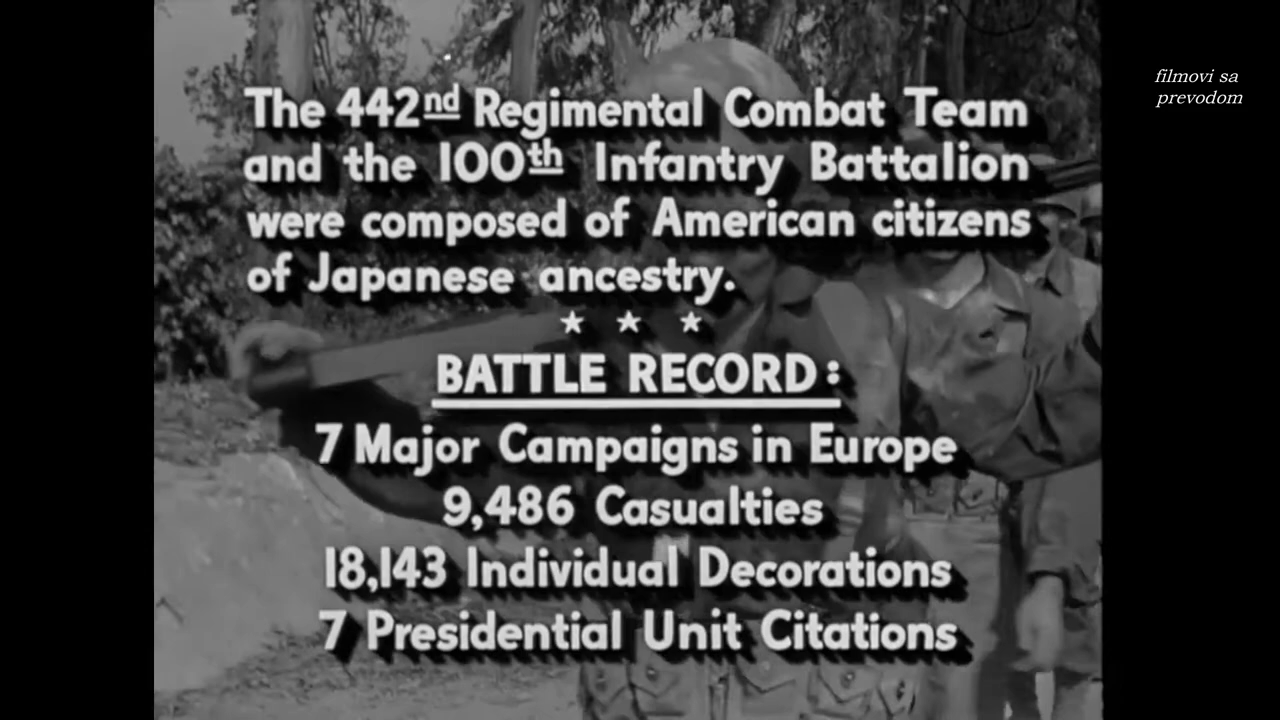 The 442nd Regimental Combat Team
and the 100th Infantry Battalion
were composed of American citizens
of Japanese ancestry.
★ ★ ★
BATTLE RECORD:
7 Major Campaigns in Europe
9,486 Casualties
18,143 Individual Decorations
7 Presidential Unit Citations
filmovi sa
prevodom